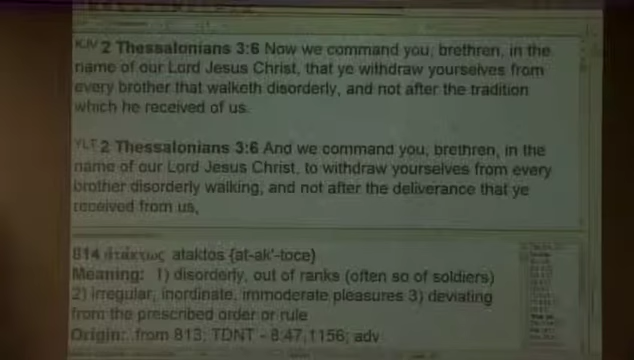 KJV 2 Thessalonians 3:6 Now we command you, brethren, in the
name of our Lord Jesus Christ, that ye withdraw yourselves from
every brother that walketh disorderly, and not after the tradition
which he received of us.
YLT 2 Thessalonians 3:6 And we command you, brethren, in the
name of our Lord Jesus Christ, to withdraw yourselves from every
brother disorderly walking, and not after the deliverance that ye
received from us,
814 ἀτάκτως ataktos {at-ak'-toce}
Meaning: 1) disorderly, out of ranks (often so of soldiers)
2) irregular, inordinate, immoderate pleasures 3) deviating
from the prescribed order or rule
Origin: from 813; TDNT - 8:47,1156; adv